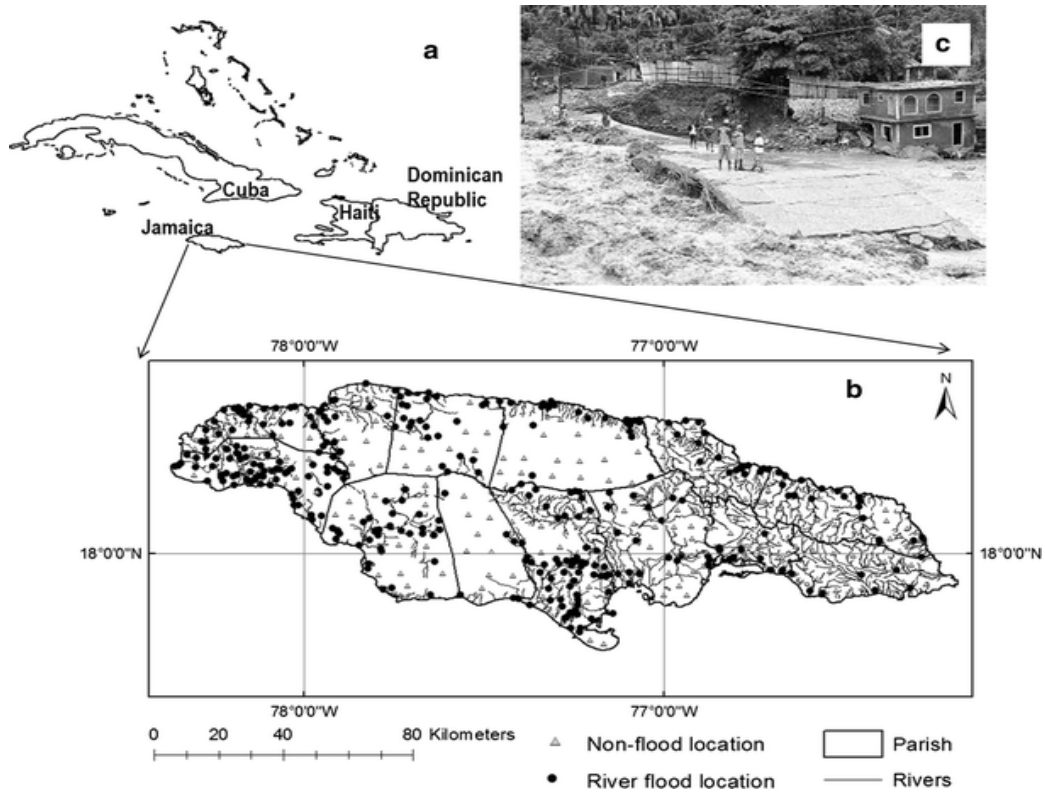 a
c
Cuba
Dominican
Republic
Haiti
Jamaica
78°0'0"W
77°0'0"W
b
N
18°0'0"N
18°0'0"N
78°0'0"W
77°0'0"W
0 20 40 80 Kilometers
Non-flood location
Parish
River flood location
Rivers